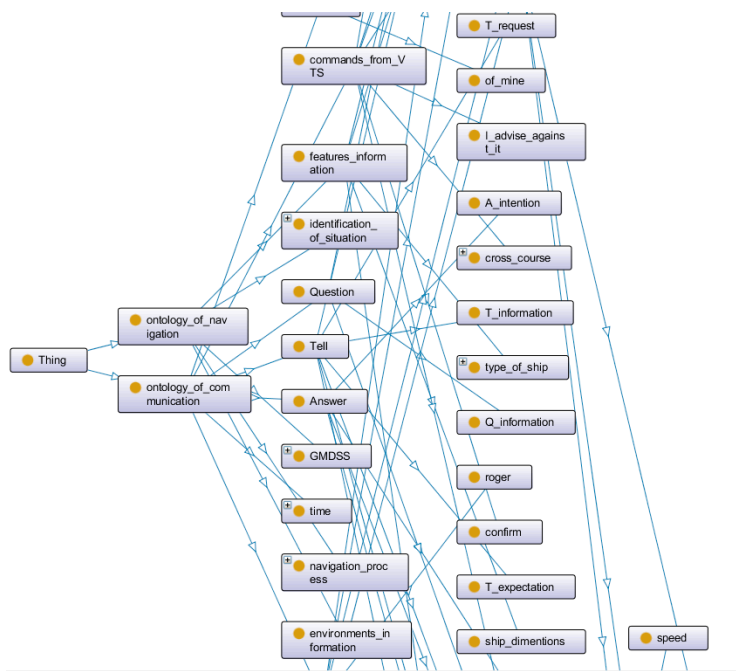 Thing
ontology_of_nav
igation
ontology_of_com
munication
commands_from_V
TS
features_inform
ation
identification_
of_situation
Question
Tell
Answer
GMDSS
time
navigation_proc
ess
environments_in
formation
T_request
of_mine
I_advise_agains
t_it
A_intention
cross_course
T_information
type_of_ship
Q_information
roger
confirm
T_expectation
ship_dimentions
speed